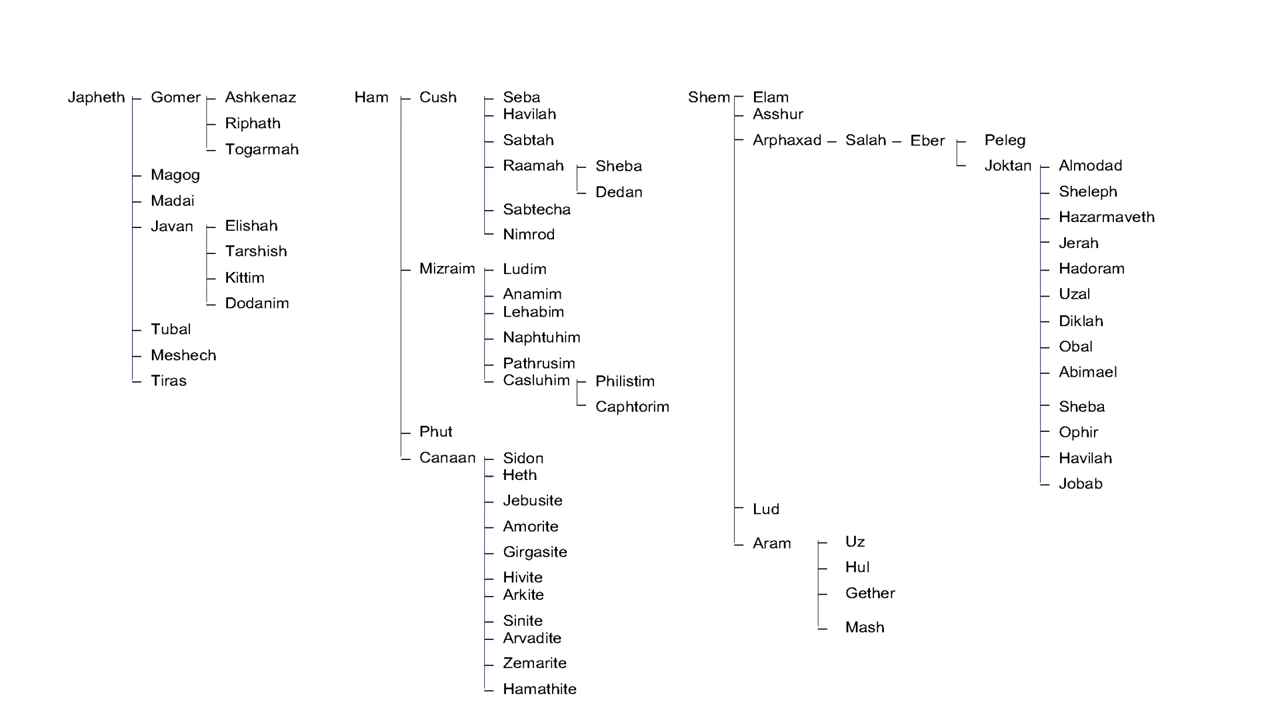 Japheth
Gomer
Ashkenaz
Riphath
Togarmah
Magog
Madai
Javan
Elishah
Tarshish
Kittim
Dodanim
Tubal
Meshech
Tiras
Ham
Cush
Seba
Havilah
Sabtah
Raamah
Sheba
Dedan
Sabtecha
Nimrod
Mizraim
Ludim
Anamim
Lehabim
Naphtuhim
Pathrusim
Casluhim
Philistim
Caphtorim
Phut
Canaan
Sidon
Heth
Jebusite
Amorite
Girgasite
Hivite
Arkite
Sinite
Arvadite
Zemarite
Hamathite
Shem
Elam
Asshur
Arphaxad
Salah
Eber
Peleg
Joktan
Almodad
Sheleph
Hazarmaveth
Jerah
Hadoram
Uzal
Diklah
Obal
Abimael
Sheba
Ophir
Havilah
Jobab
Lud
Aram
Uz
Hul
Gether
Mash